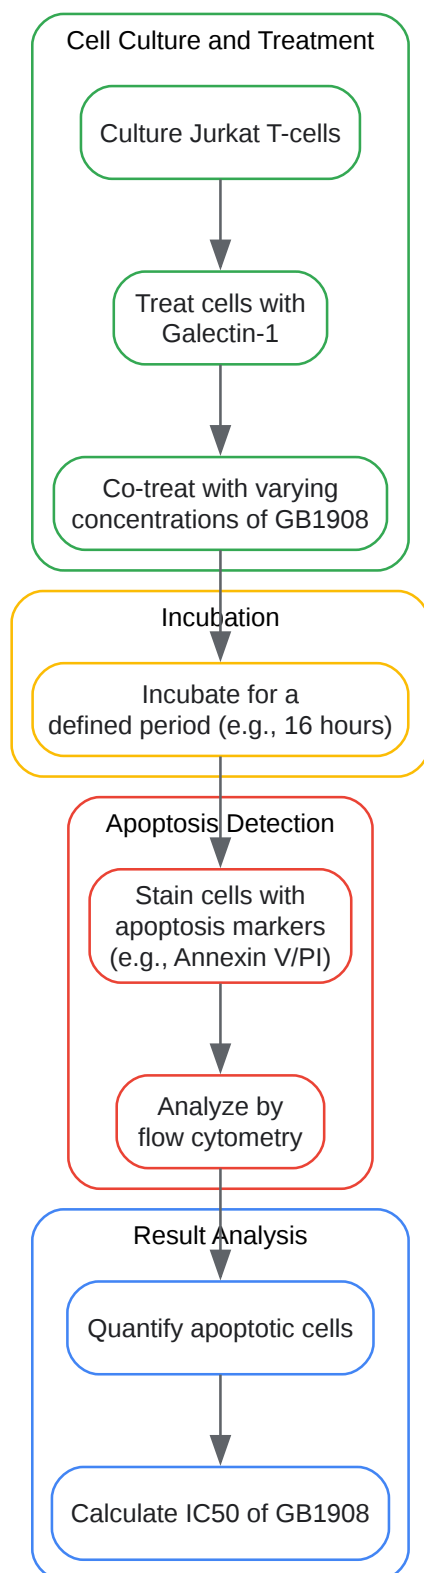 Cell Culture and Treatment
Culture Jurkat T-cells
Treat cells with
Galectin-1
Co-treat with varying
concentrations of GB1908
Incubation
Incubate for a
defined period (e.g., 16 hours)
Apoptosis Detection
Stain cells with
apoptosis markers
(e.g., Annexin V/PI)
Analyze by
flow cytometry
Result Analysis
Quantify apoptotic cells
Calculate IC50 of GB1908